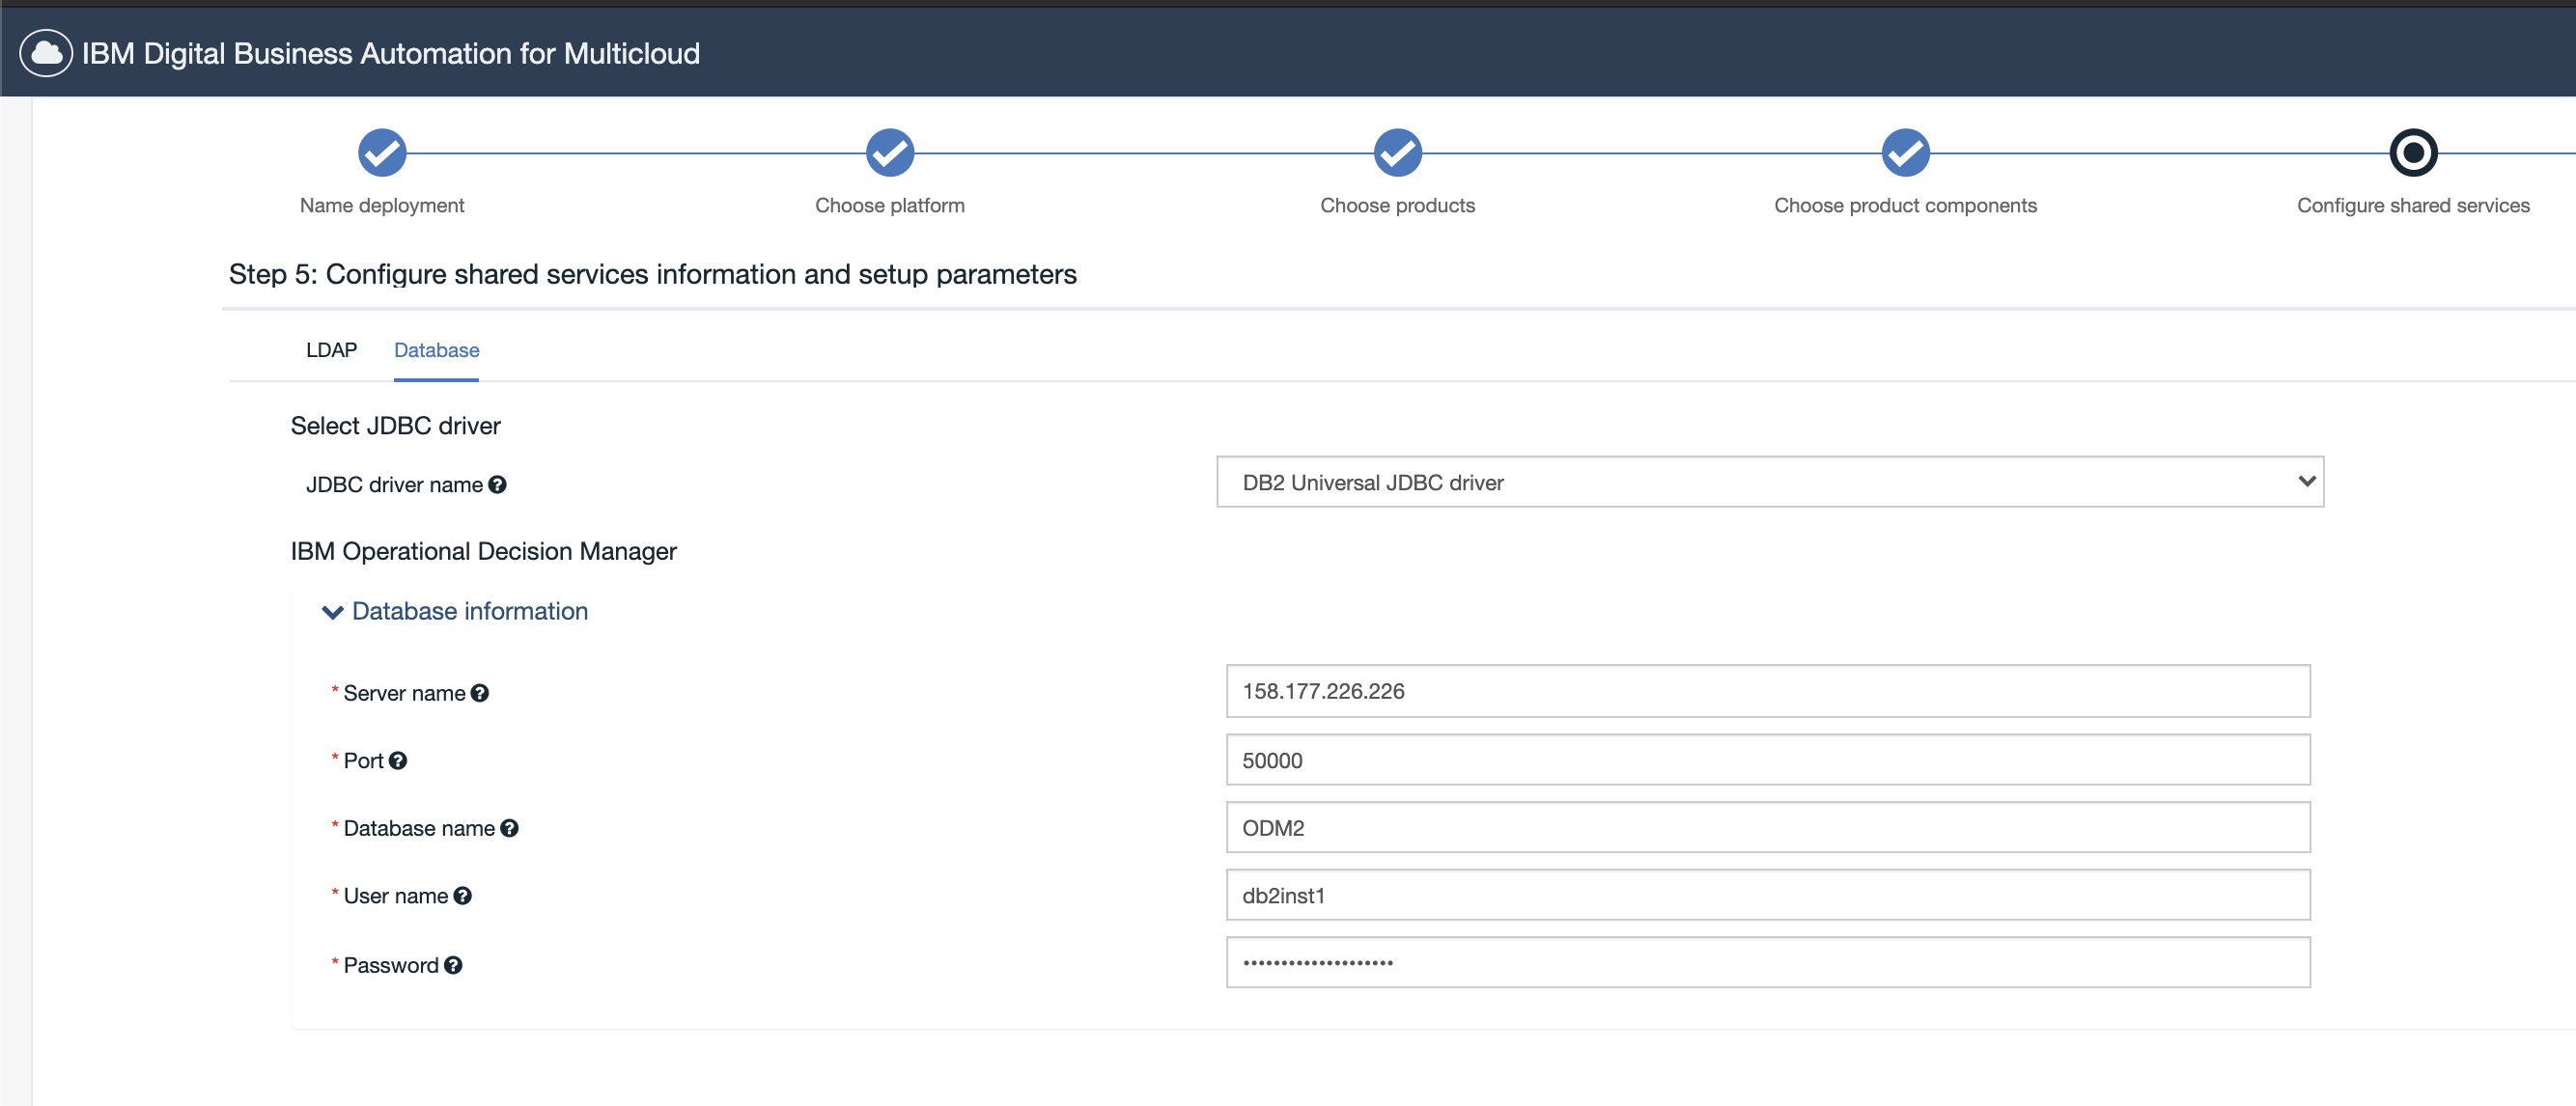 IBM Digital Business Automation for Multicloud
Name deployment
Choose platform
Choose products
Choose product components
Configure shared services
Step 5: Configure shared services information and setup parameters
LDAP Database
Select JDBC driver
JDBC driver name
DB2 Universal JDBC driver
IBM Operational Decision Manager
Database information
* Server name
158.177.226.226
* Port
50000
* Database name
ODM2
* User name
db2inst1
* Password
••••••••••••••••••••